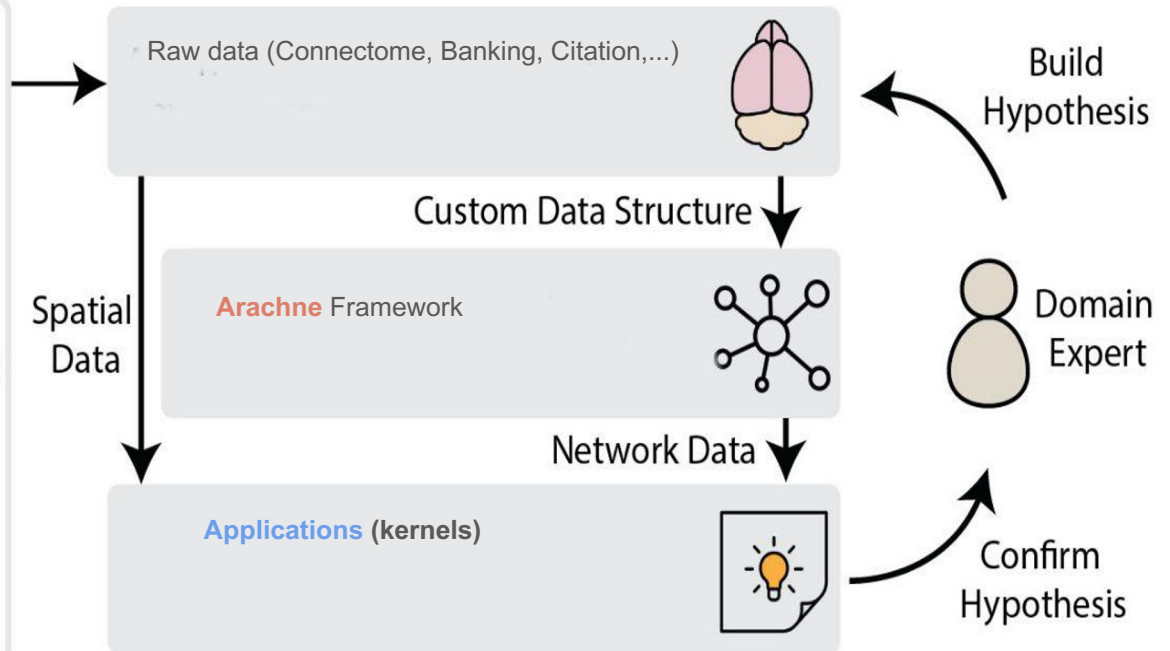 Raw data (Connectome, Banking, Citation,...)
Build
Hypothesis
Custom Data Structure
Spatial
Data
Arachne Framework
Domain
Expert
Network Data
Applications (kernels)
Confirm
Hypothesis